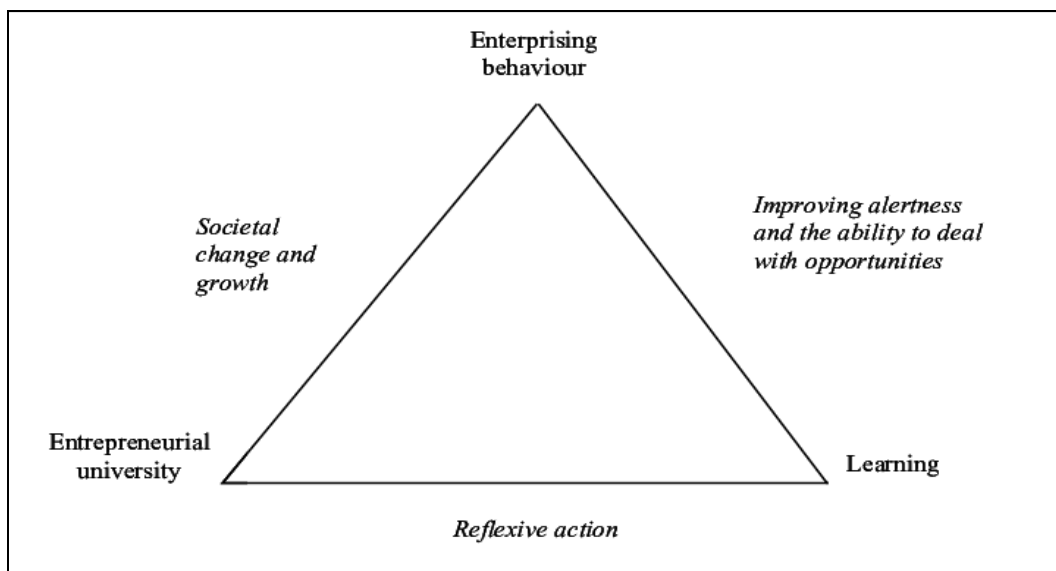 Enterprising
behaviour
Societal
change and
growth
Improving alertness
and the ability to deal
with opportunities
Entrepreneurial
university
Learning
Reflexive action